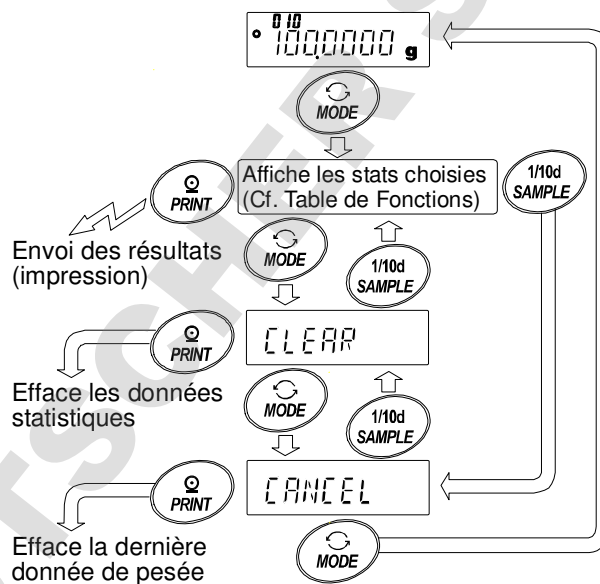 010
100.0000 g
MODE
PRINT
Affiche les stats choisies
(Cf. Table de Fonctions)
1/10d
SAMPLE
Envoi des résultats
(impression)
MODE
1/10d
SAMPLE
PRINT
CLEAR
Efface les données
statistiques
MODE
1/10d
SAMPLE
PRINT
CANCEL
Efface la dernière
donnée de pesée
MODE